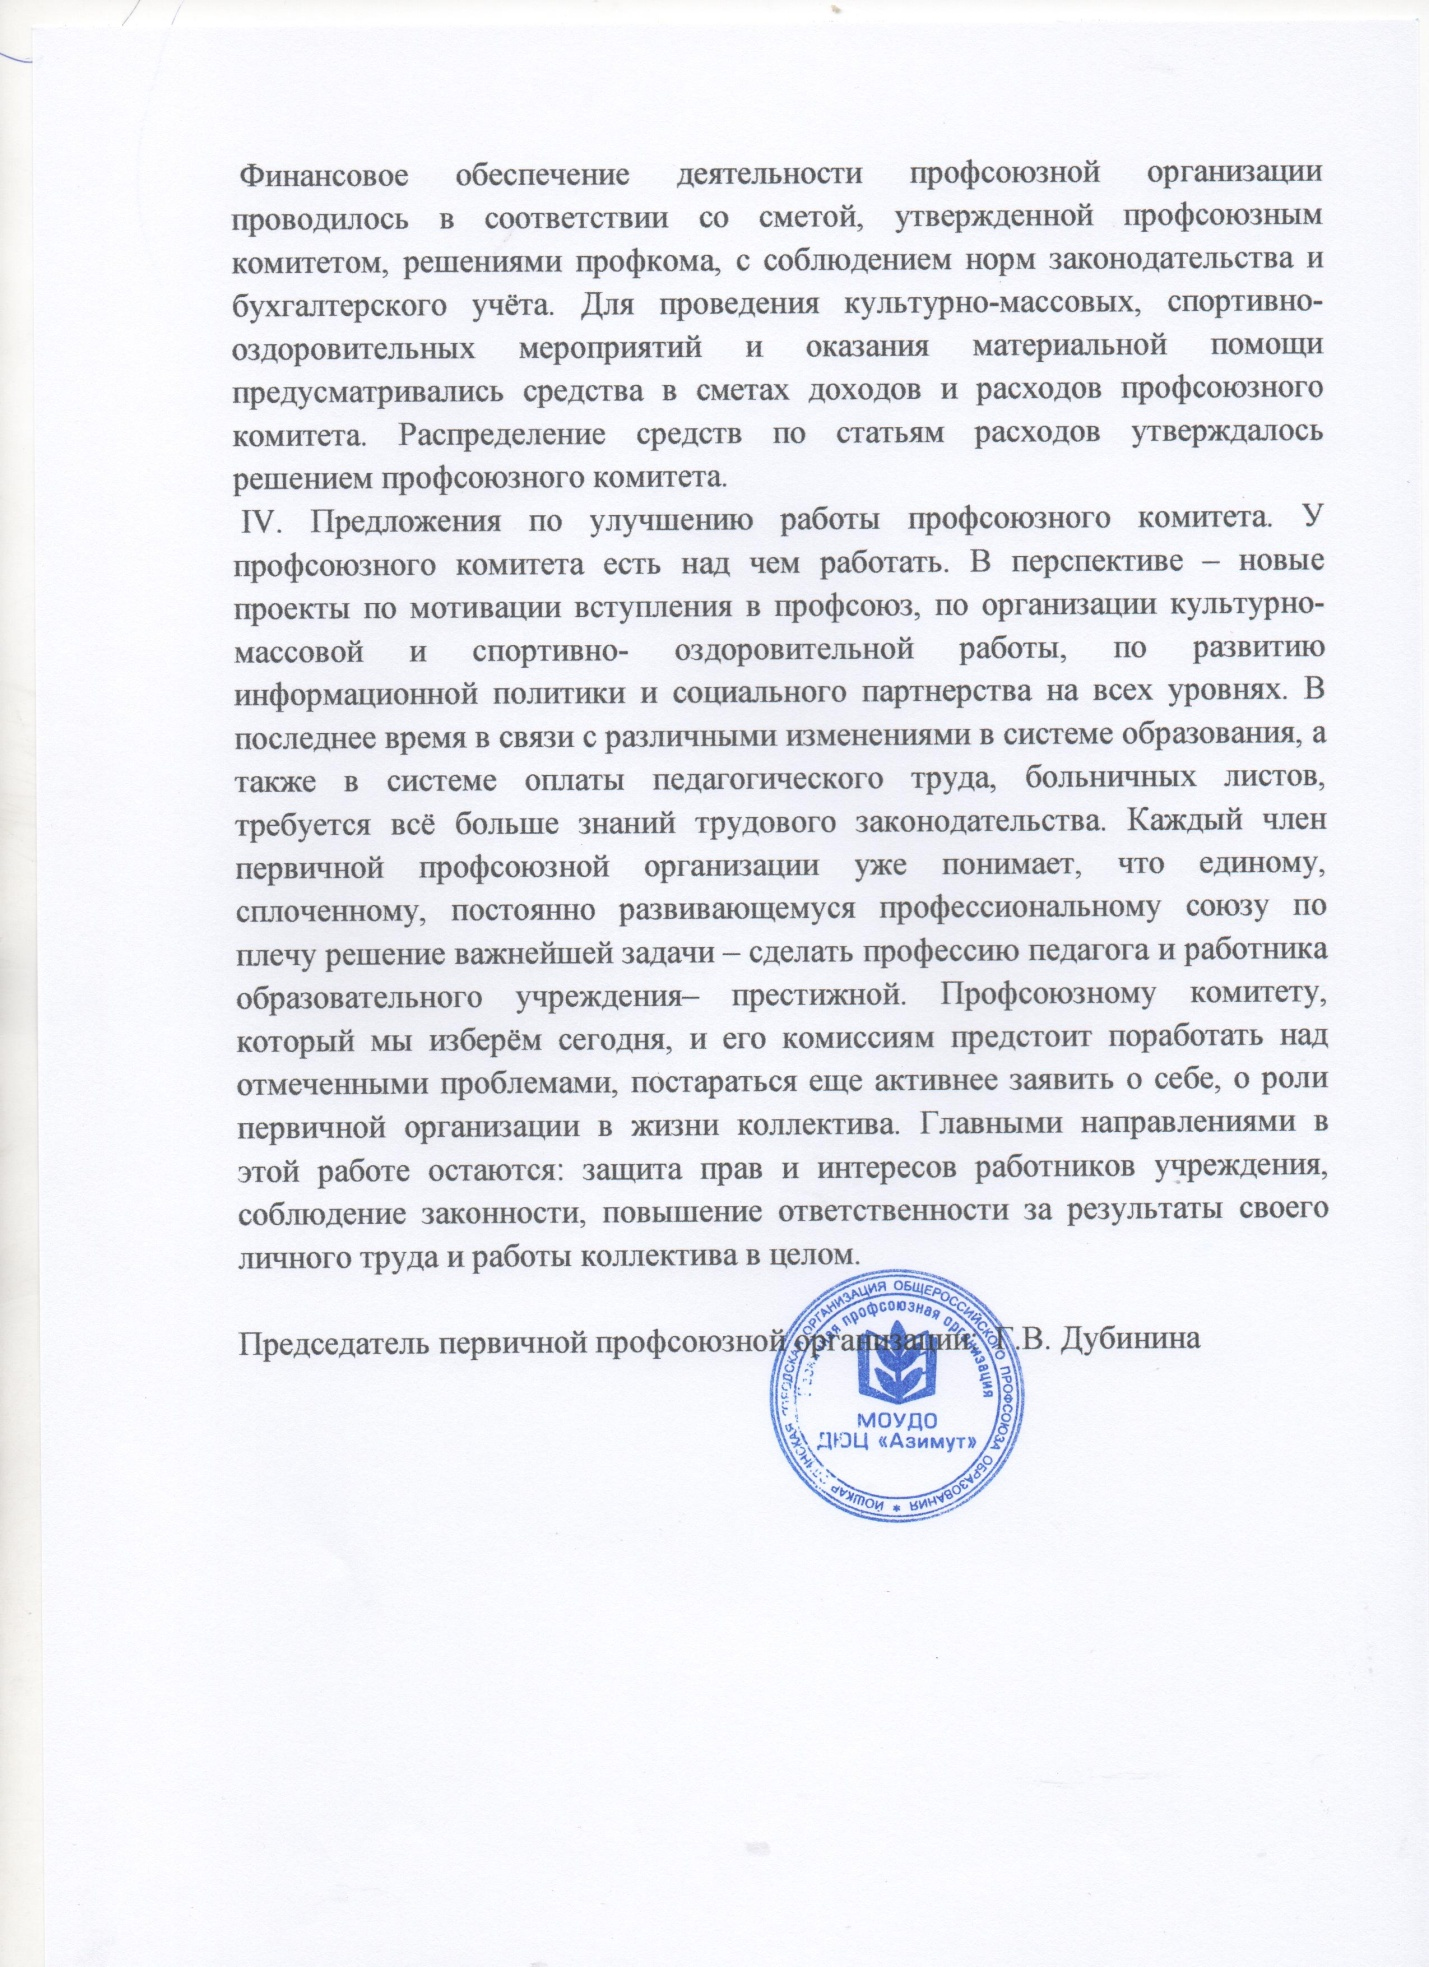 Финансовое обеспечение деятельности профсоюзной организации
проводилось в соответствии со сметой, утвержденной профсоюзным
комитетом, решениями профкома, с соблюдением норм законодательства и
бухгалтерского учёта. Для проведения культурно-массовых, спортивно-
оздоровительных мероприятий и оказания материальной помощи
предусматривались средства в сметах доходов и расходов профсоюзного
комитета. Распределение средств по статьям расходов утверждалось
решением профсоюзного комитета.
IV. Предложения по улучшению работы профсоюзного комитета. У
профсоюзного комитета есть над чем работать. В перспективе – новые
проекты по мотивации вступления в профсоюз, по организации культурно-
массовой и спортивно- оздоровительной работы, по развитию
информационной политики и социального партнерства на всех уровнях. В
последнее время в связи с различными изменениями в системе образования, а
также в системе оплаты педагогического труда, больничных листов,
требуется всё больше знаний трудового законодательства. Каждый член
первичной профсоюзной организации уже понимает, что единому,
сплоченному, постоянно развивающемуся профессиональному союзу по
плечу решение важнейшей задачи – сделать профессию педагога и работника
образовательного учреждения– престижной. Профсоюзному комитету,
который мы изберём сегодня, и его комиссиям предстоит поработать над
отмеченными проблемами, постараться еще активнее заявить о себе, о роли
первичной организации в жизни коллектива. Главными направлениями в
этой работе остаются: защита прав и интересов работников учреждения,
соблюдение законности, повышение ответственности за результаты своего
личного труда и работы коллектива в целом.
Председатель первичной профсоюзной организации: Г.В. Дубинина
ОРГАНИЗАЦИЯ ОБЩЕРОССИЙСКОГО ПРОФСОЮЗА ОБРАЗОВАНИЯ *
профсоюзная организация
МОУДО
ДЮЦ «Азимут»